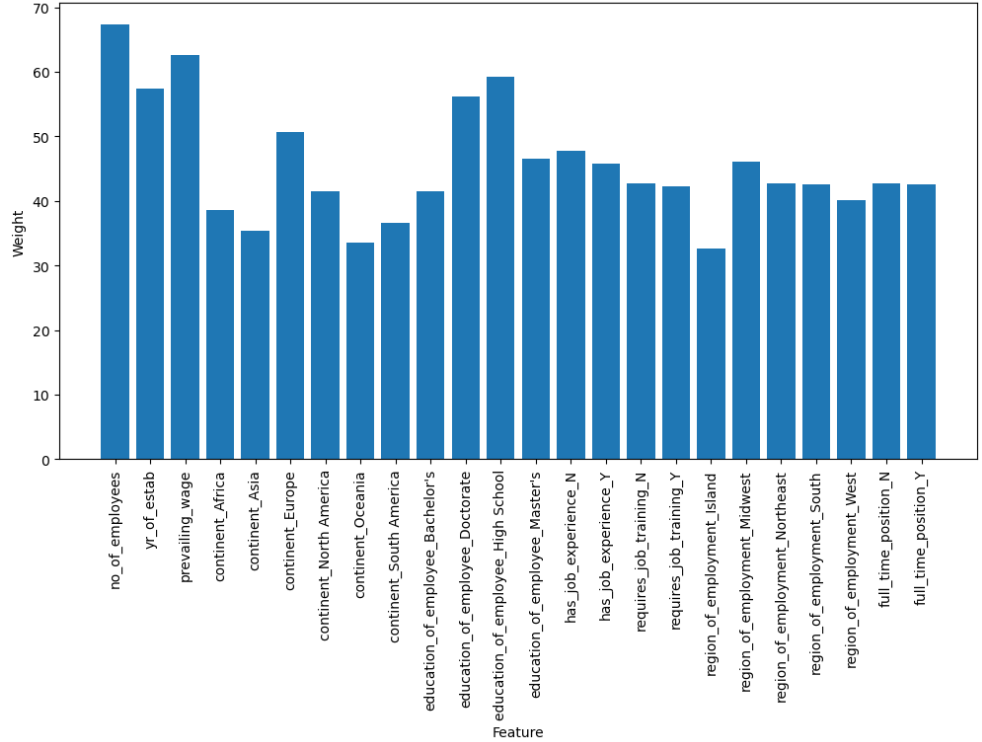 70
60
50
40
30
20
10
0
Weight
no_of_employees
yr_of_estab
prevailing_wage
continent_Africa
continent_Asia
continent_Europe
continent_North America
continent_Oceania
continent_South America
education_of_employee_Bachelor's
education_of_employee_Doctorate
education_of_employee_High School
education_of_employee_Master's
has_job_experience_N
has_job_experience_Y
requires_job_training_N
requires_job_training_Y
region_of_employment_Island
region_of_employment_Midwest
region_of_employment_Northeast
region_of_employment_South
region_of_employment_West
full_time_position_N
full_time_position_Y
Feature